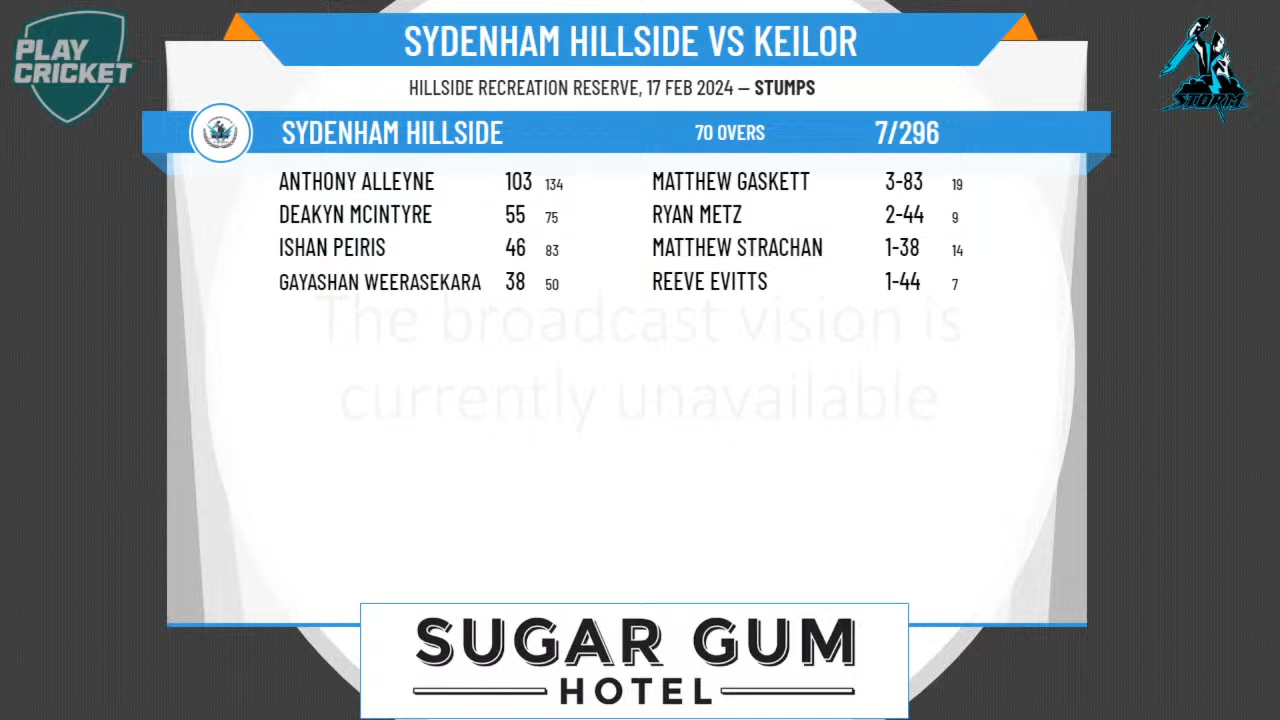 PLAY
CRICKET
STORM
SYDENHAM HILLSIDE VS KEILOR
HILLSIDE RECREATION RESERVE, 17 FEB 2024 – STUMPS
SYDENHAM HILLSIDE 70 OVERS 7/296
ANTHONY ALLEYNE 103 134 MATTHEW GASKETT 3-83 19
DEAKYN MCINTYRE 55 75 RYAN METZ 2-44 9
ISHAN PEIRIS 46 83 MATTHEW STRACHAN 1-38 14
GAYASHAN WEERASEKARA 38 50 REEVE EVITTS 1-44 7
The broadcast vision is
currently unavailable
SUGAR GUM
HOTEL